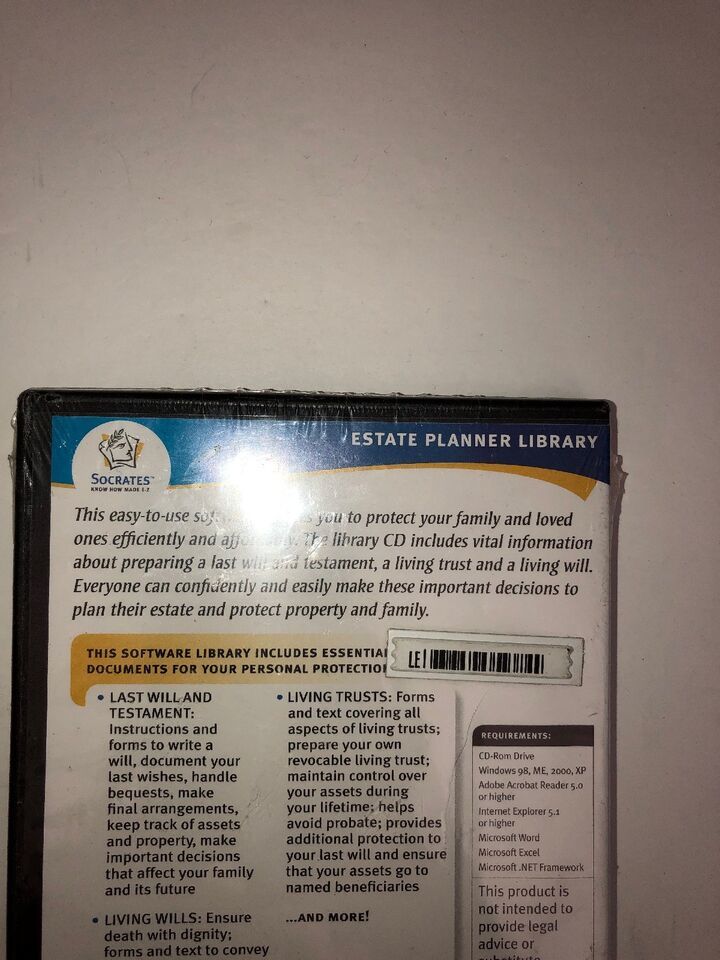 ESTATE PLANNER LIBRARY
SOCRATES™
KNOW HOW MADE E-Z
This easy-to-use you to protect your family and loved
ones efficiently and The library CD includes vital information
about preparing a last will and testament, a living trust and a living will.
Everyone can confidently and easily make these important decisions to
plan their estate and protect property and family.
THIS SOFTWARE LIBRARY INCLUDES ESSENTIA
DOCUMENTS FOR YOUR PERSONAL PROTECTIO
LE
• LAST WILL AND
TESTAMENT:
Instructions and
forms to write a
will, document your
last wishes, handle
bequests, make
final arrangements,
keep track of assets
and property, make
important decisions
that affect your family
and its future
• LIVING WILLS: Ensure
death with dignity;
forms and text to convey
• LIVING TRUSTS: Forms
and text covering all
aspects of living trusts;
prepare your own
revocable living trust;
maintain control over
your assets during
your lifetime; helps
avoid probate; provides
additional protection to
your last will and ensure
that your assets go to
named beneficiaries
...AND MORE!
REQUIREMENTS:
CD-Rom Drive
Windows 98, ME, 2000, XP
Adobe Acrobat Reader 5.0
or higher
Internet Explorer 5.1
or higher
Microsoft Word
Microsoft Excel
Microsoft .NET Framework
This product is
not intended to
provide legal
advice or